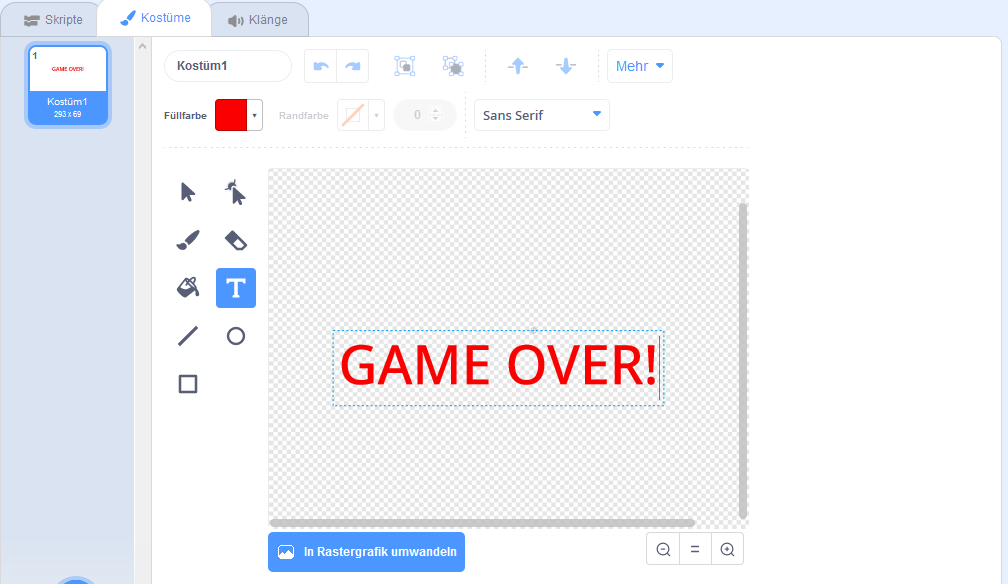 Skripte
Kostüme
Klänge
1
GAME OVER!
Kostüm1
293 x 69
Kostüm1
Mehr
Füllfarbe
Randfarbe
0
Sans Serif
T
GAME OVER!
In Rastergrafik umwandeln